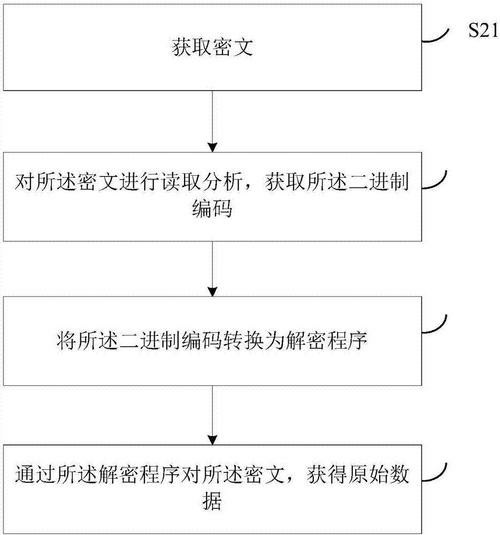 获取密文
S21
对所述密文进行读取分析，获取所述二进制
编码
将所述二进制编码转换为解密程序
通过所述解密程序对所述密文，获得原始数
据